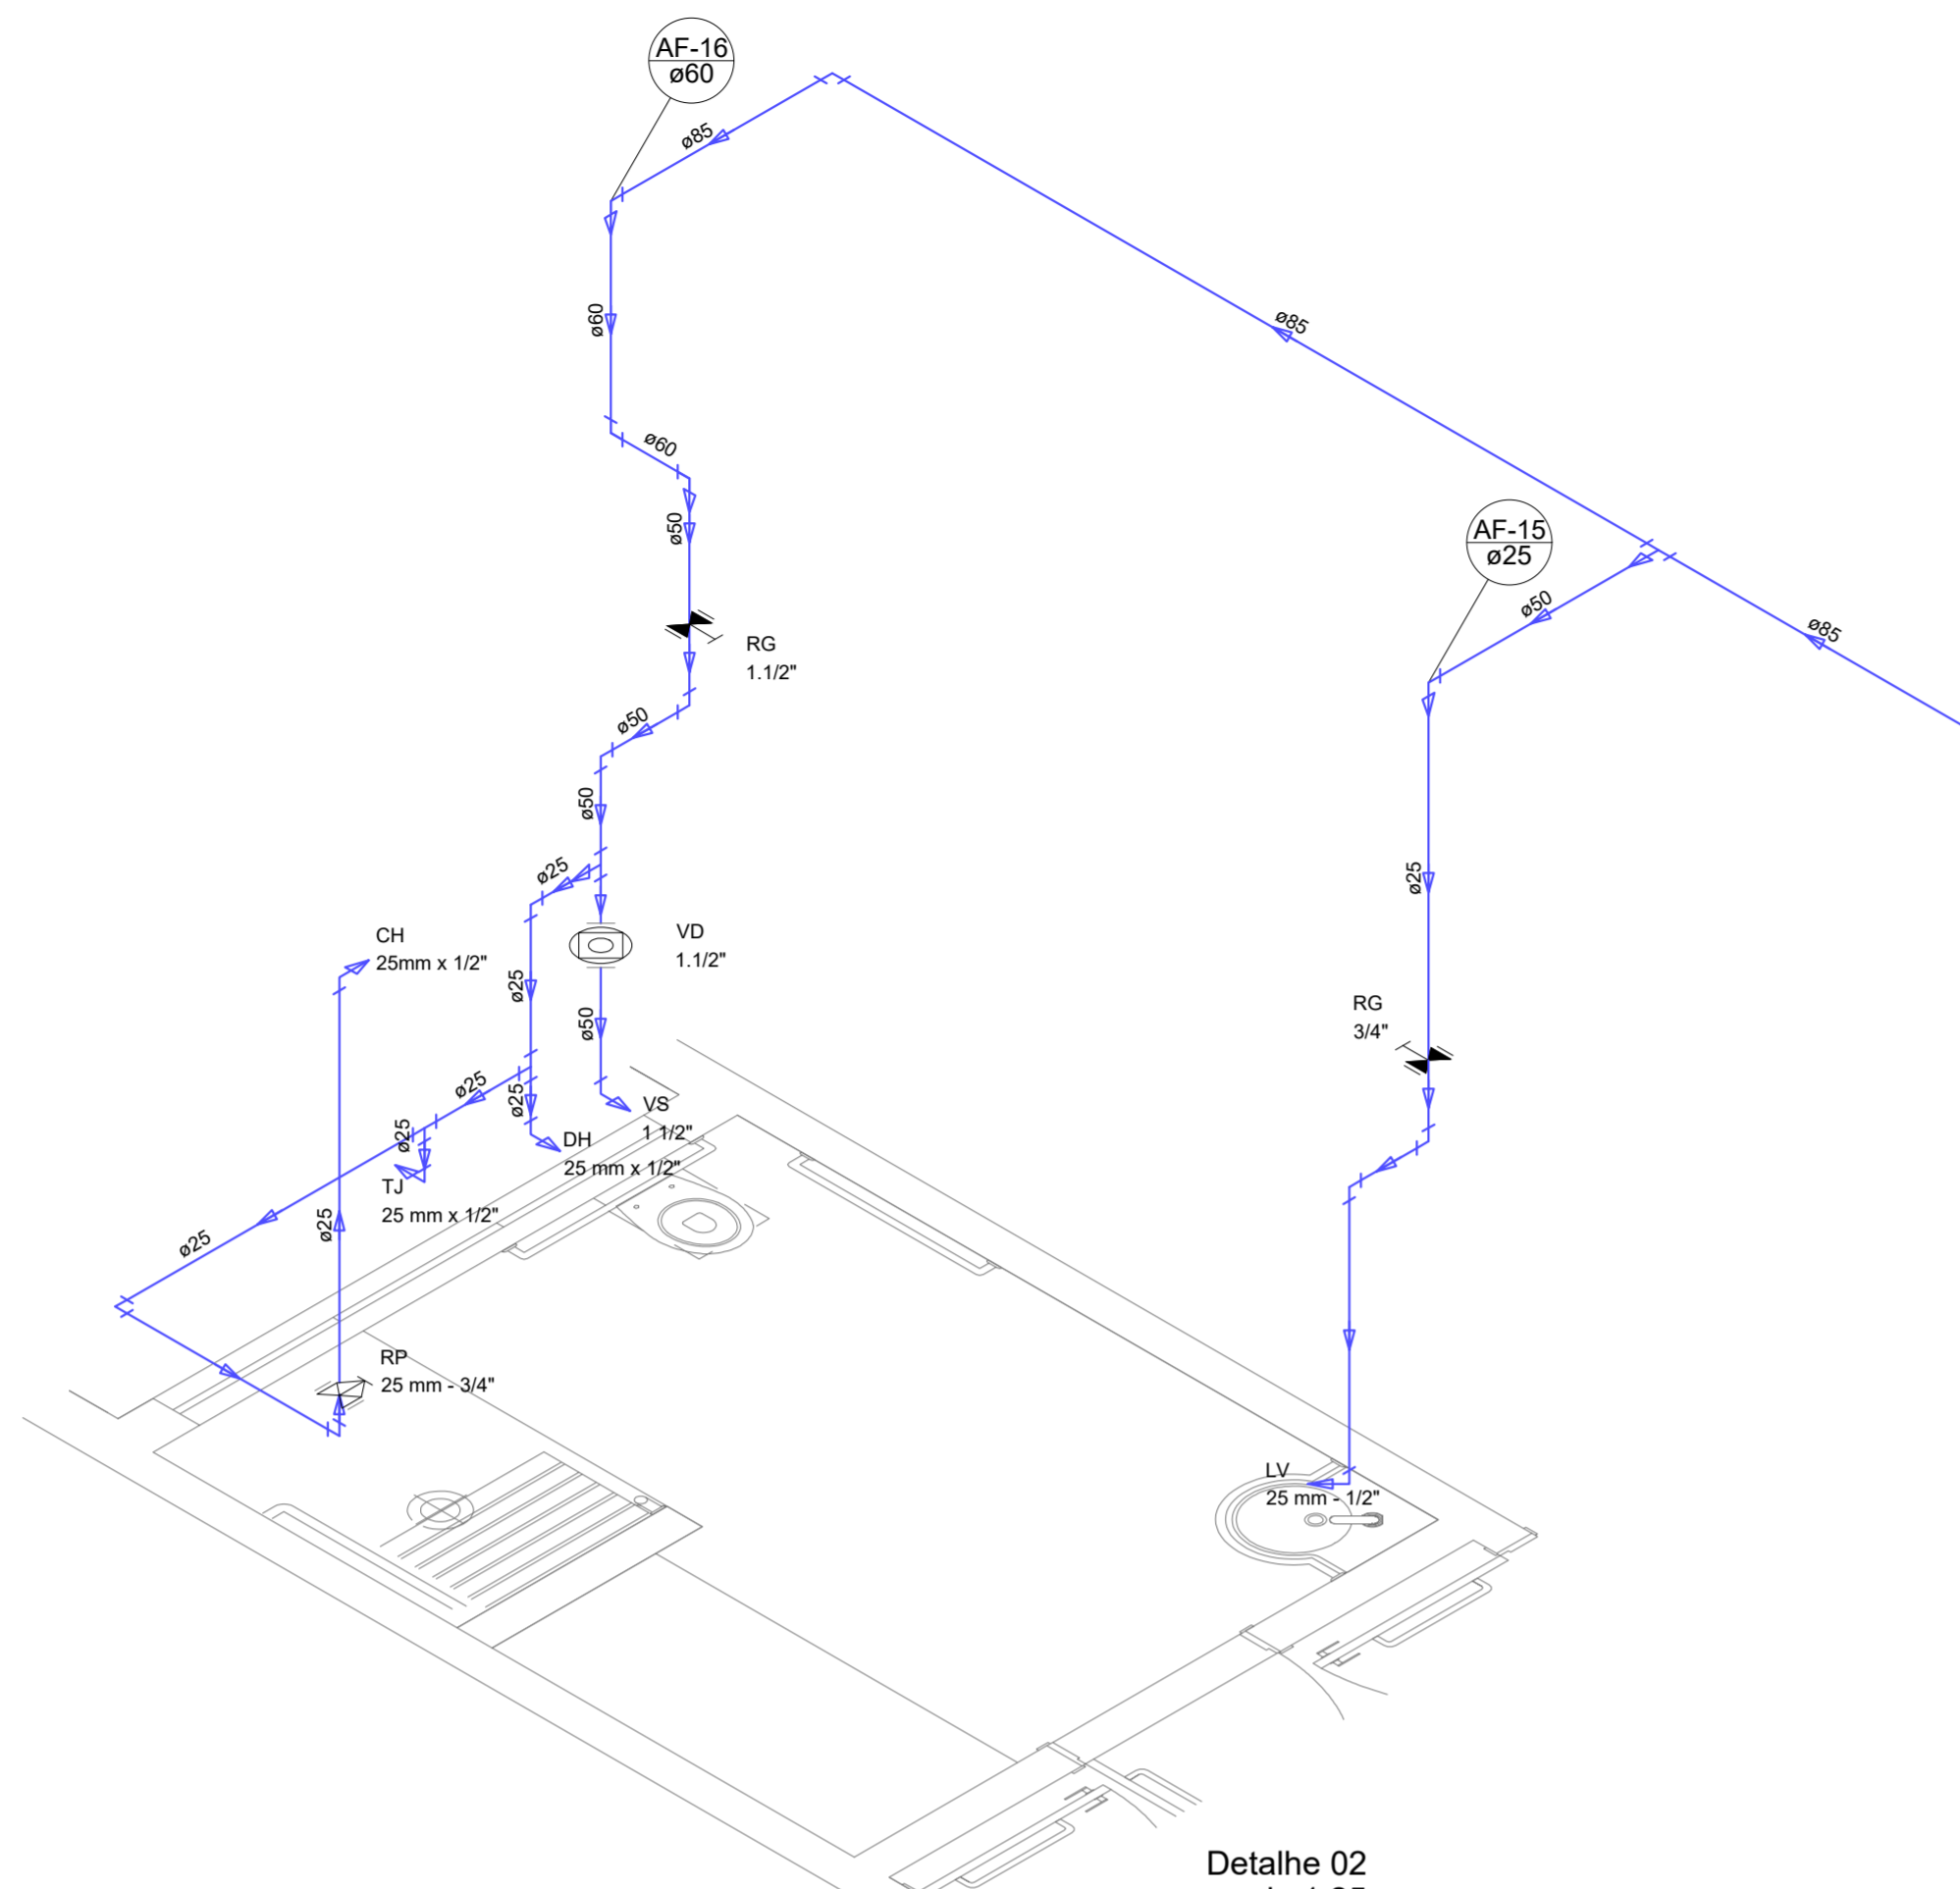 AF-16
ø60
ø85
ø60
ø85
ø60
ø50
AF-15
ø25
ø50
ø85
RG
1.1/2"
ø50
ø50
ø25
ø25
VD
1.1/2"
CH
25mm x 1/2"
ø25
ø50
RG
3/4"
ø25
ø25
VS
1 1/2"
ø25
DH
25 mm x 1/2"
TJ
25 mm x 1/2"
ø25
ø25
RP
25 mm - 3/4"
LV
25 mm - 1/2"
Detalhe 02